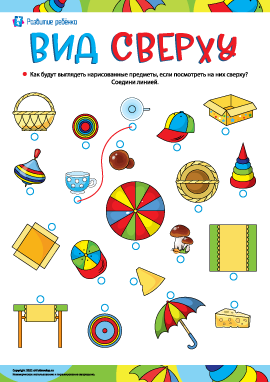 Развитие ребёнка
ВИД СВЕРХУ
Как будут выглядеть нарисованные предметы, если посмотреть на них сверху?
Соедини линией.